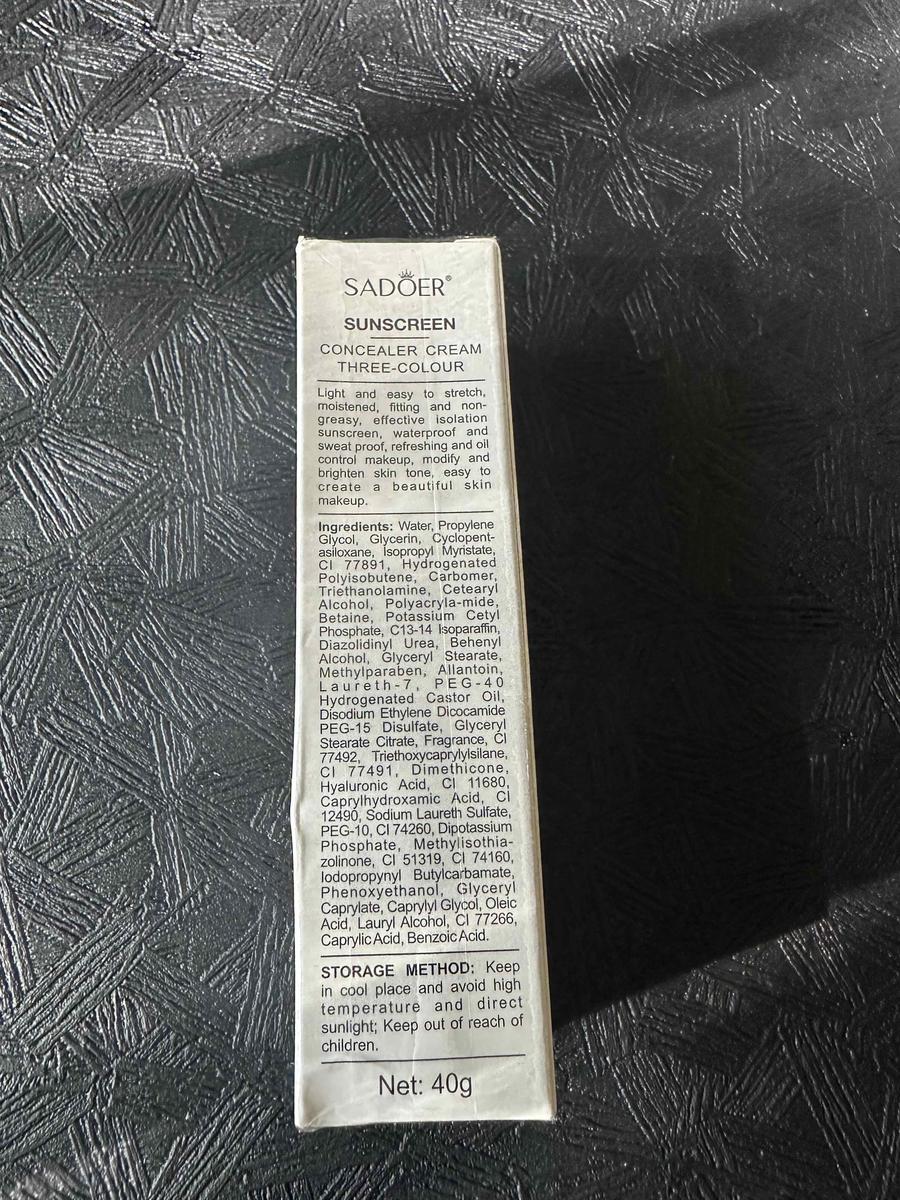 SADOER®
SUNSCREEN
CONCEALER CREAM
THREE-COLOUR
Light and easy to stretch,
moistened, fitting and non-
greasy, effective isolation
sunscreen, waterproof and
sweat proof, refreshing and oil
control makeup, modify and
brighten skin tone, easy to
create a beautiful skin
makeup.
Ingredients: Water, Propylene
Glycol, Glycerin, Cyclopent-
asiloxane, Isopropyl Myristate,
CI 77891, Hydrogenated
Polyisobutene, Carbomer,
Triethanolamine, Cetearyl
Alcohol, Polyacryla-mide,
Betaine, Potassium Cetyl
Phosphate, C13-14 Isoparaffin,
Diazolidinyl Urea, Behenyl
Alcohol, Glyceryl Stearate,
Methylparaben, Allantoin,
Laureth-7, PEG-40
Hydrogenated Castor Oil,
Disodium Ethylene Dicocamide
PEG-15 Disulfate, Glyceryl
Stearate Citrate, Fragrance, CI
77492, Triethoxycaprylylsilane,
CI 77491, Dimethicone,
Hyaluronic Acid, CI 11680,
Caprylhydroxamic Acid, CI
12490, Sodium Laureth Sulfate,
PEG-10, CI 74260, Dipotassium
Phosphate, Methylisothia-
zolinone, CI 51319, CI 74160,
Iodopropynyl Butylcarbamate,
Phenoxyethanol, Glyceryl
Caprylate, Caprylyl Glycol, Oleic
Acid, Lauryl Alcohol, CI 77266,
Caprylic Acid, Benzoic Acid.
STORAGE METHOD: Keep
in cool place and avoid high
temperature and direct
sunlight; Keep out of reach of
children.
Net: 40g